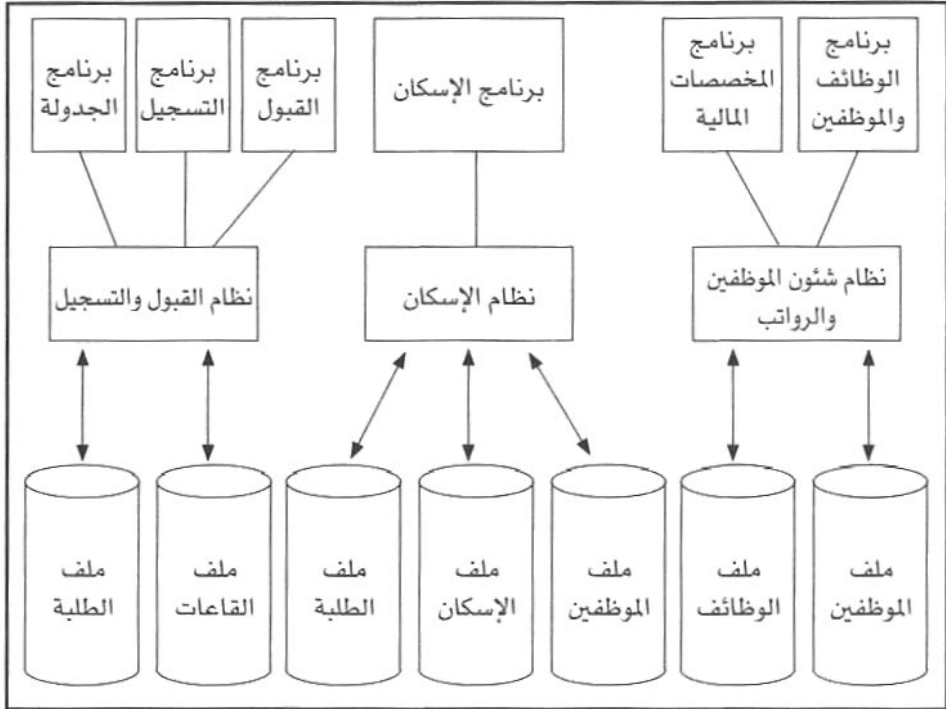 برنامج
الوظائف
والموظفين
برنامج
المخصصات
المالية
برنامج الإسكان
برنامج
القبول
برنامج
التسجيل
برنامج
الجدولة
نظام شئون الموظفين
والرواتب
نظام الإسكان
نظام القبول والتسجيل
ملف
الموظفين
ملف
الوظائف
ملف
الموظفين
ملف
الإسكان
ملف
الطلبة
ملف
القاعات
ملف
الطلبة